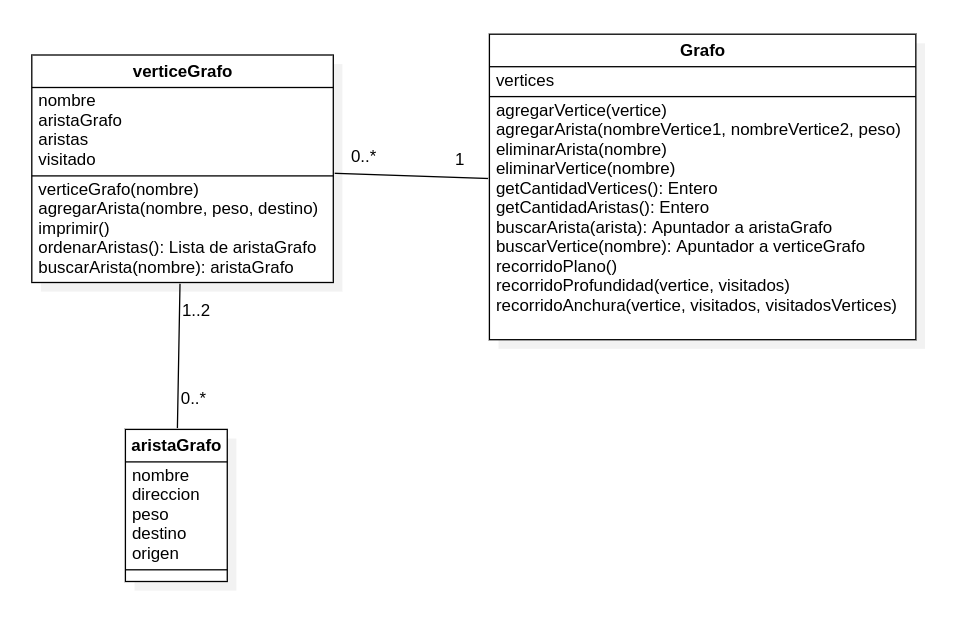 verticeGrafo
nombre
aristaGrafo
aristas
visitado
verticeGrafo(nombre)
agregarArista(nombre, peso, destino)
imprimir()
ordenarAristas(): Lista de aristaGrafo
buscarArista(nombre): aristaGrafo
0..*
1
Grafo
vertices
agregarVertice(vertice)
agregarArista(nombreVertice1, nombreVertice2, peso)
eliminarArista(nombre)
eliminarVertice(nombre)
getCantidadVertices(): Entero
getCantidadAristas(): Entero
buscarArista(arista): Apuntador a aristaGrafo
buscarVertice(nombre): Apuntador a verticeGrafo
recorridoPlano()
recorridoProfundidad(vertice, visitados)
recorridoAnchura(vertice, visitados, visitadosVertices)
1..2
0..*
aristaGrafo
nombre
direccion
peso
destino
origen